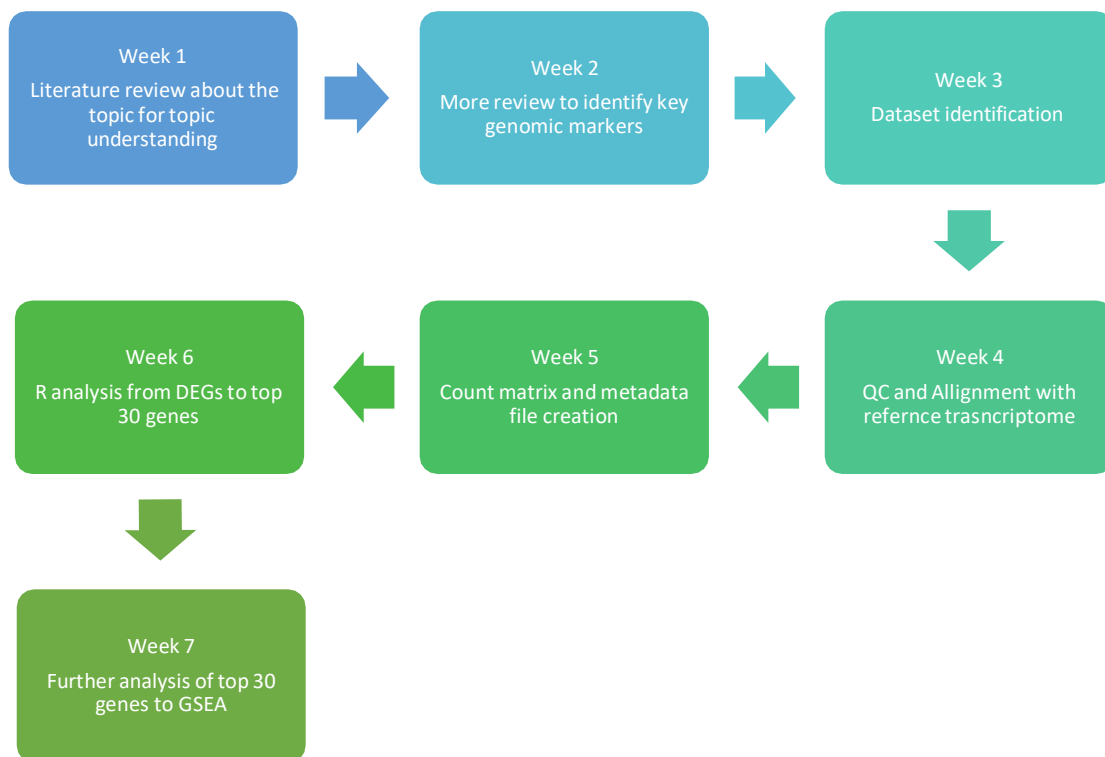 Week 1
Literature review about the
topic for topic
understanding
Week 2
More review to identify key
genomic markers
Week 3
Dataset identification
Week 4
QC and Allignment with
refernce trasncriptome
Week 5
Count matrix and metadata
file creation
Week 6
R analysis from DEGs to top
30 genes
Week 7
Further analysis of top 30
genes to GSEA